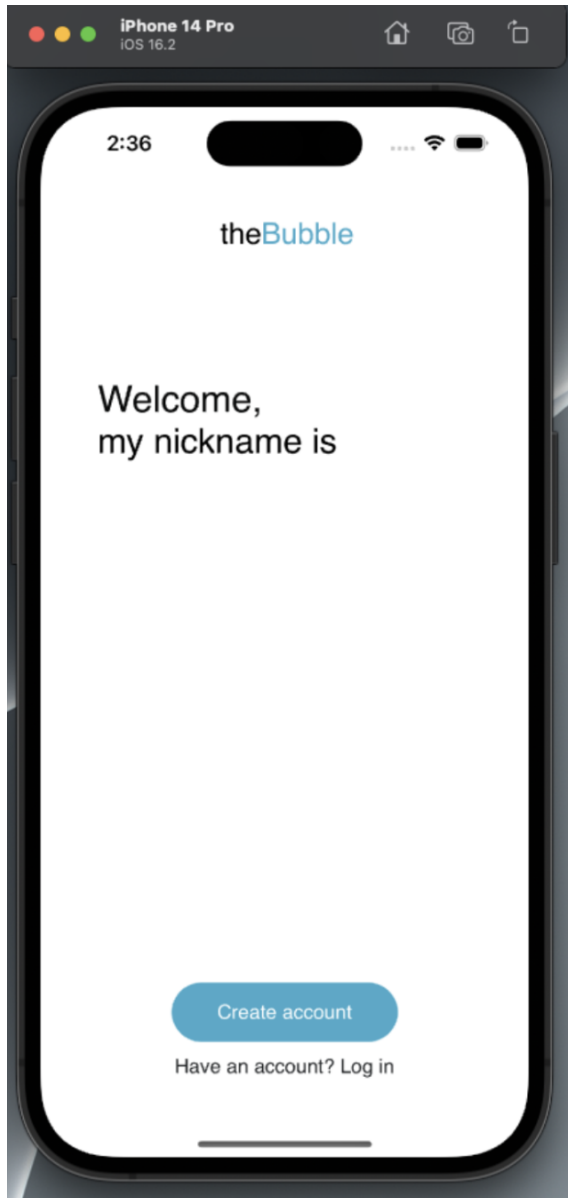 iPhone 14 Pro
iOS 16.2
2:36
theBubble
Welcome,
my nickname is
Create account
Have an account? Log in